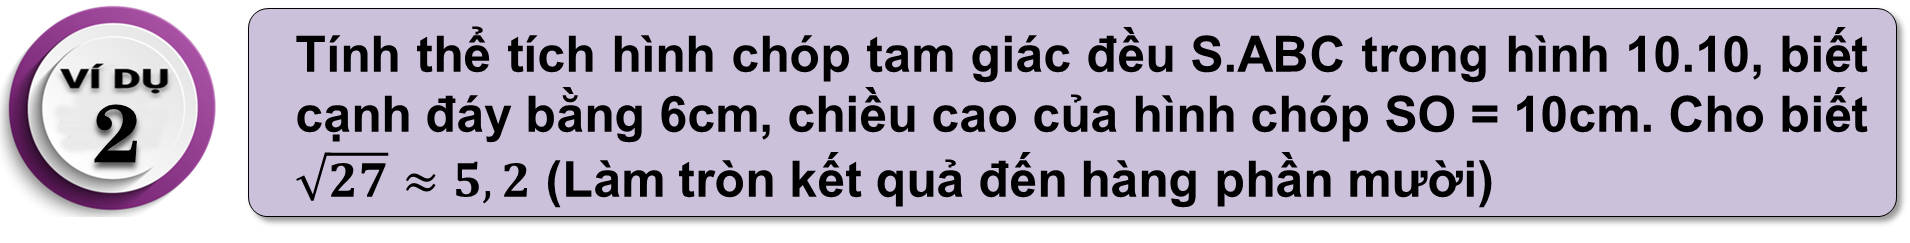 VÍ DỤ
2
Tính thể tích hình chóp tam giác đều S.ABC trong hình 10.10, biết
cạnh đáy bằng 6cm, chiều cao của hình chóp SO = 10cm. Cho biết
√27 ≈ 5,2 (Làm tròn kết quả đến hàng phần mười)